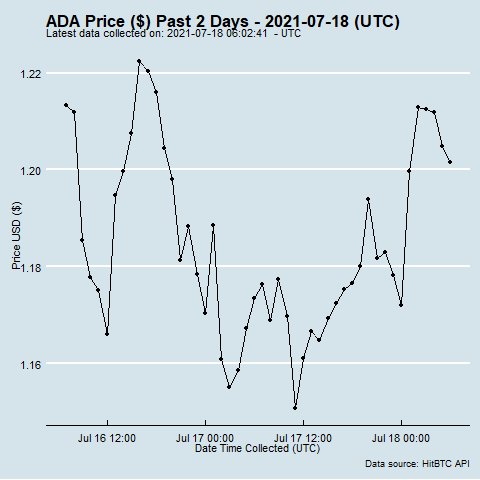 ADA Price ($) Past 2 Days - 2021-07-18 (UTC)
Latest data collected on: 2021-07-18 06:02:41  - UTC
1.22
1.20
1.18
1.16
Price USD ($)
Jul 16 12:00 Jul 17 00:00 Jul 17 12:00 Jul 18 00:00
Date Time Collected (UTC)
Data source: HitBTC API